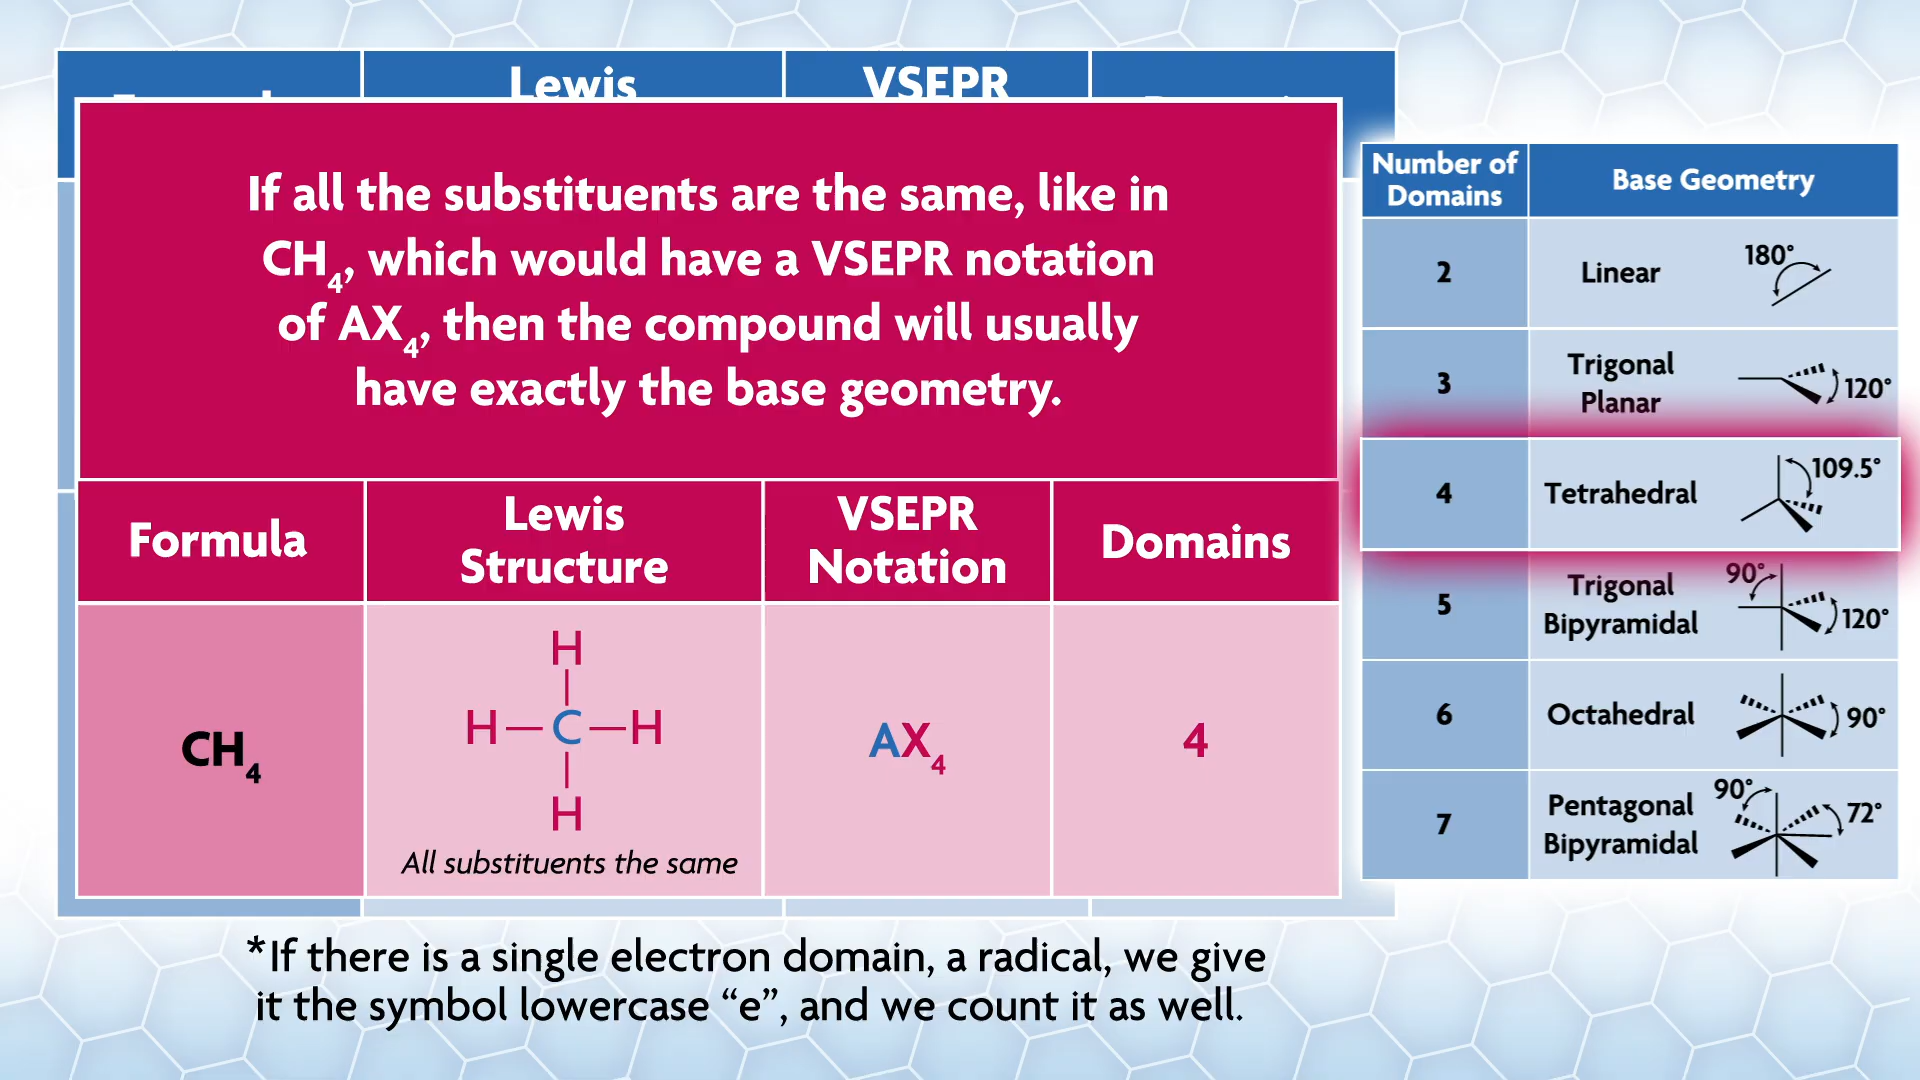 Lewis
VSEPR
If all the substituents are the same, like in
CH4, which would have a VSEPR notation
of AX4, then the compound will usually
have exactly the base geometry.
Formula
Lewis
Structure
VSEPR
Notation
Domains
CH4
H
H C H
H
All substituents the same
AX4
4
*If there is a single electron domain, a radical, we give
it the symbol lowercase “e”, and we count it as well.
Number of
Domains
Base Geometry
2
Linear
180°
3
Trigonal
Planar
120°
4
Tetrahedral
109.5°
5
Trigonal
Bipyramidal
90°
120°
6
Octahedral
90°
7
Pentagonal
Bipyramidal
90°
72°